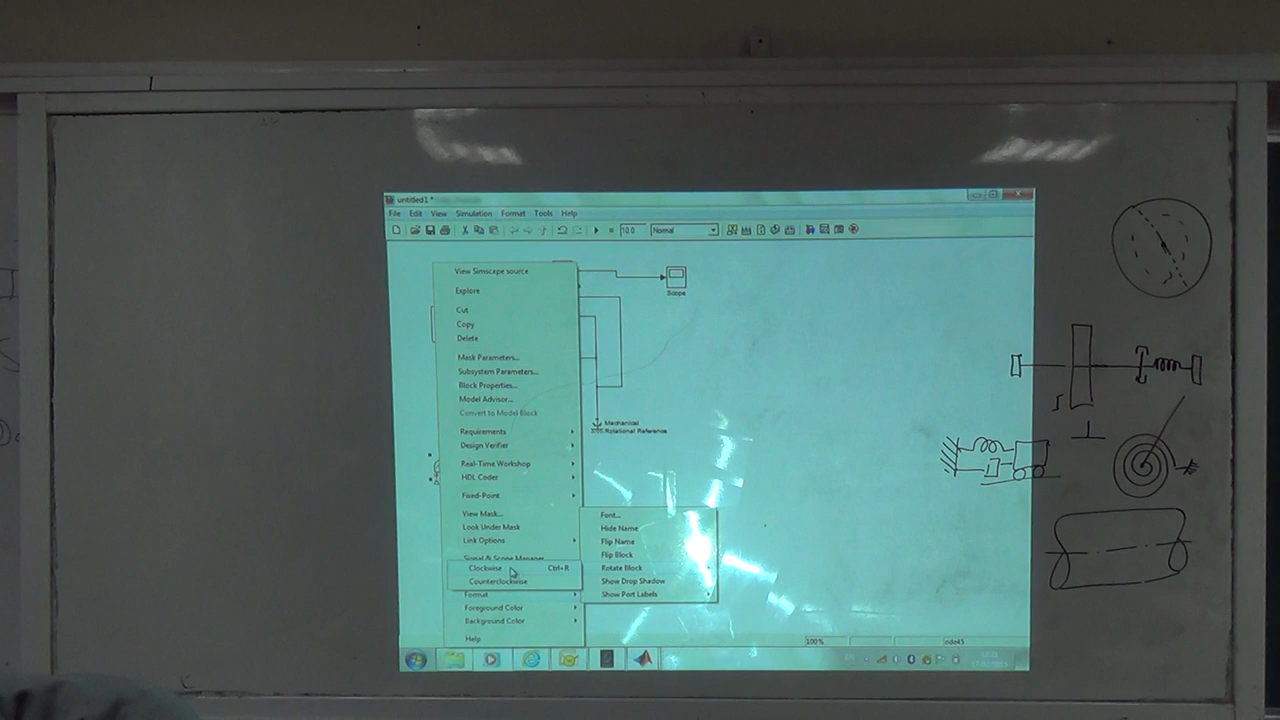 untitled1 *
File Edit View Simulation Format Tools Help
10.0 Normal
View Simscape source
Explore
Cut
Copy
Delete
Mask Parameters...
Subsystem Parameters...
Block Properties...
Model Advisor...
Convert to Model Block
Requirements
Design Verifier
Real-Time Workshop
HDL Coder
Fixed-Point
View Mask...
Look Under Mask
Link Options
Signal & Scope Manager
Clockwise Ctrl+R
Counterclockwise
Format
Foreground Color
Background Color
Help
Font...
Hide Name
Flip Name
Flip Block
Rotate Block
Show Drop Shadow
Show Port Labels
Scope
Mechanical
Rotational Reference
100% ode45